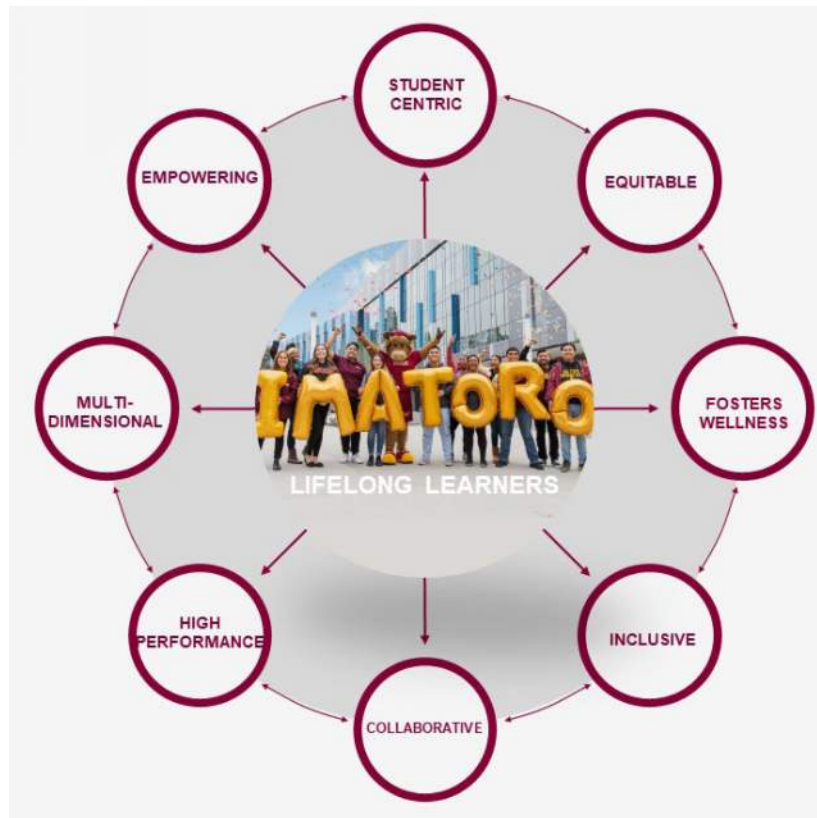 STUDENT
CENTRIC
EMPOWERING
EQUITABLE
MULTI-
DIMENSIONAL
IMATORO
LIFELONG LEARNERS
FOSTERS
WELLNESS
HIGH
PERFORMANCE
INCLUSIVE
COLLABORATIVE